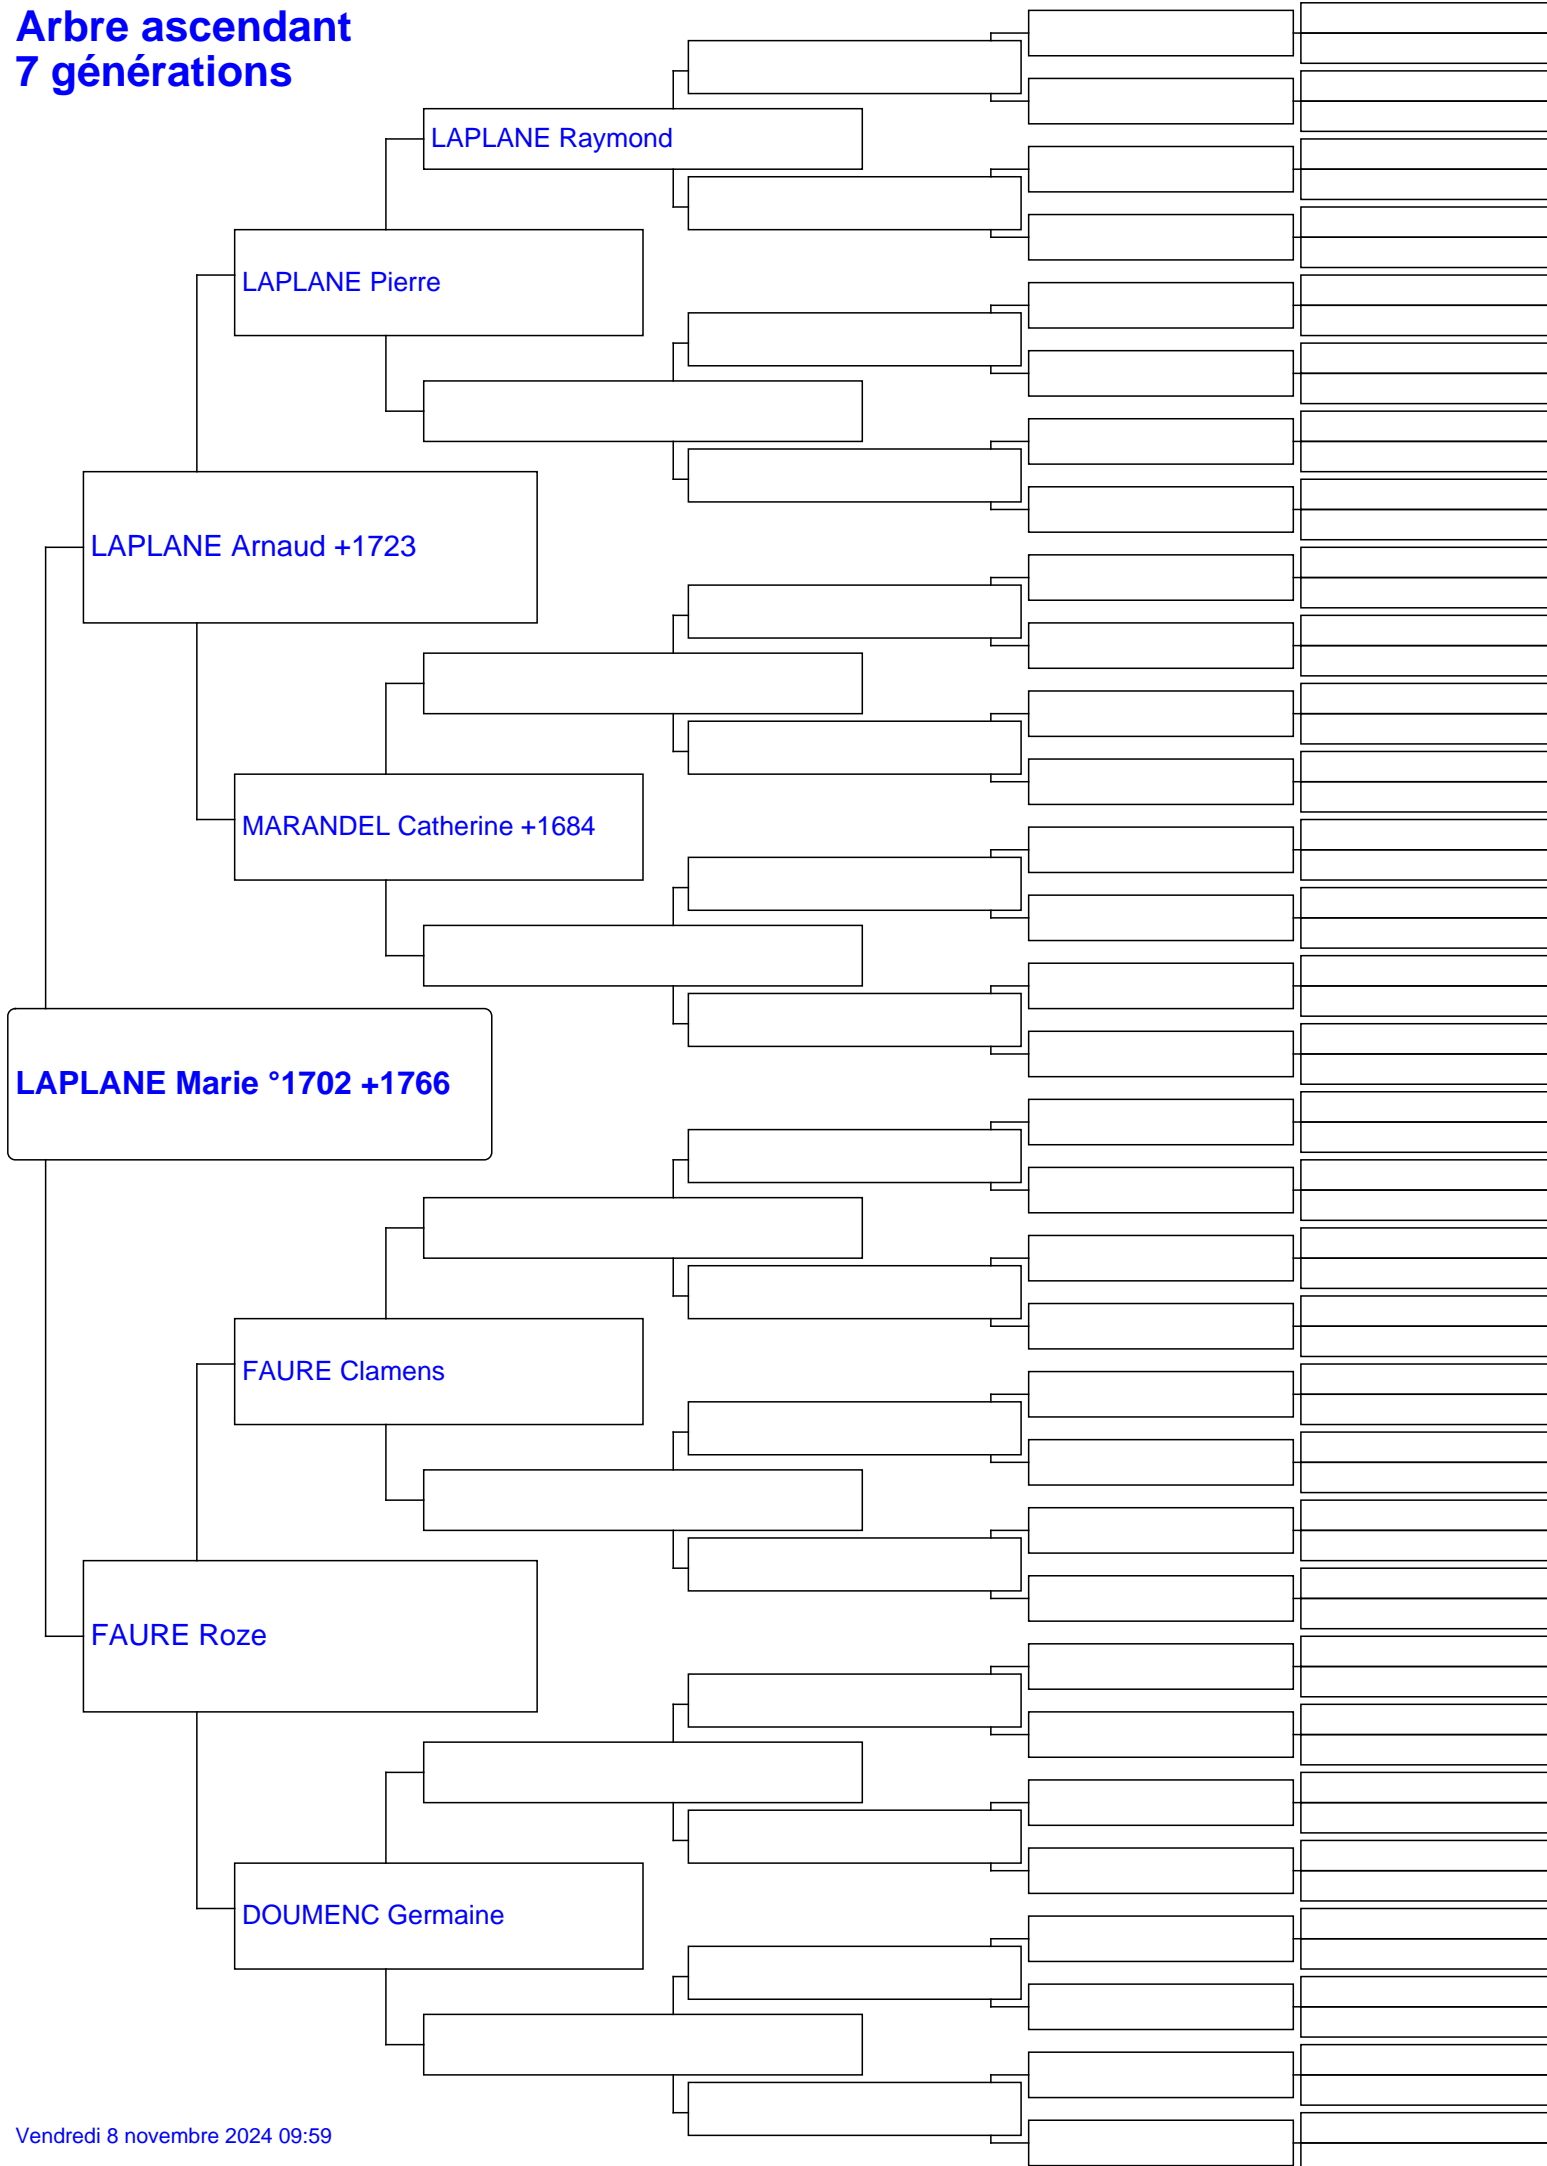 Arbre ascendant
7 générations
LAPLANE Raymond
LAPLANE Pierre
LAPLANE Arnaud +1723
MARANDEL Catherine +1684
LAPLANE Marie °1702 +1766
FAURE Clamens
FAURE Roze
DOUMENC Germaine
Vendredi 8 novembre 2024 09:59